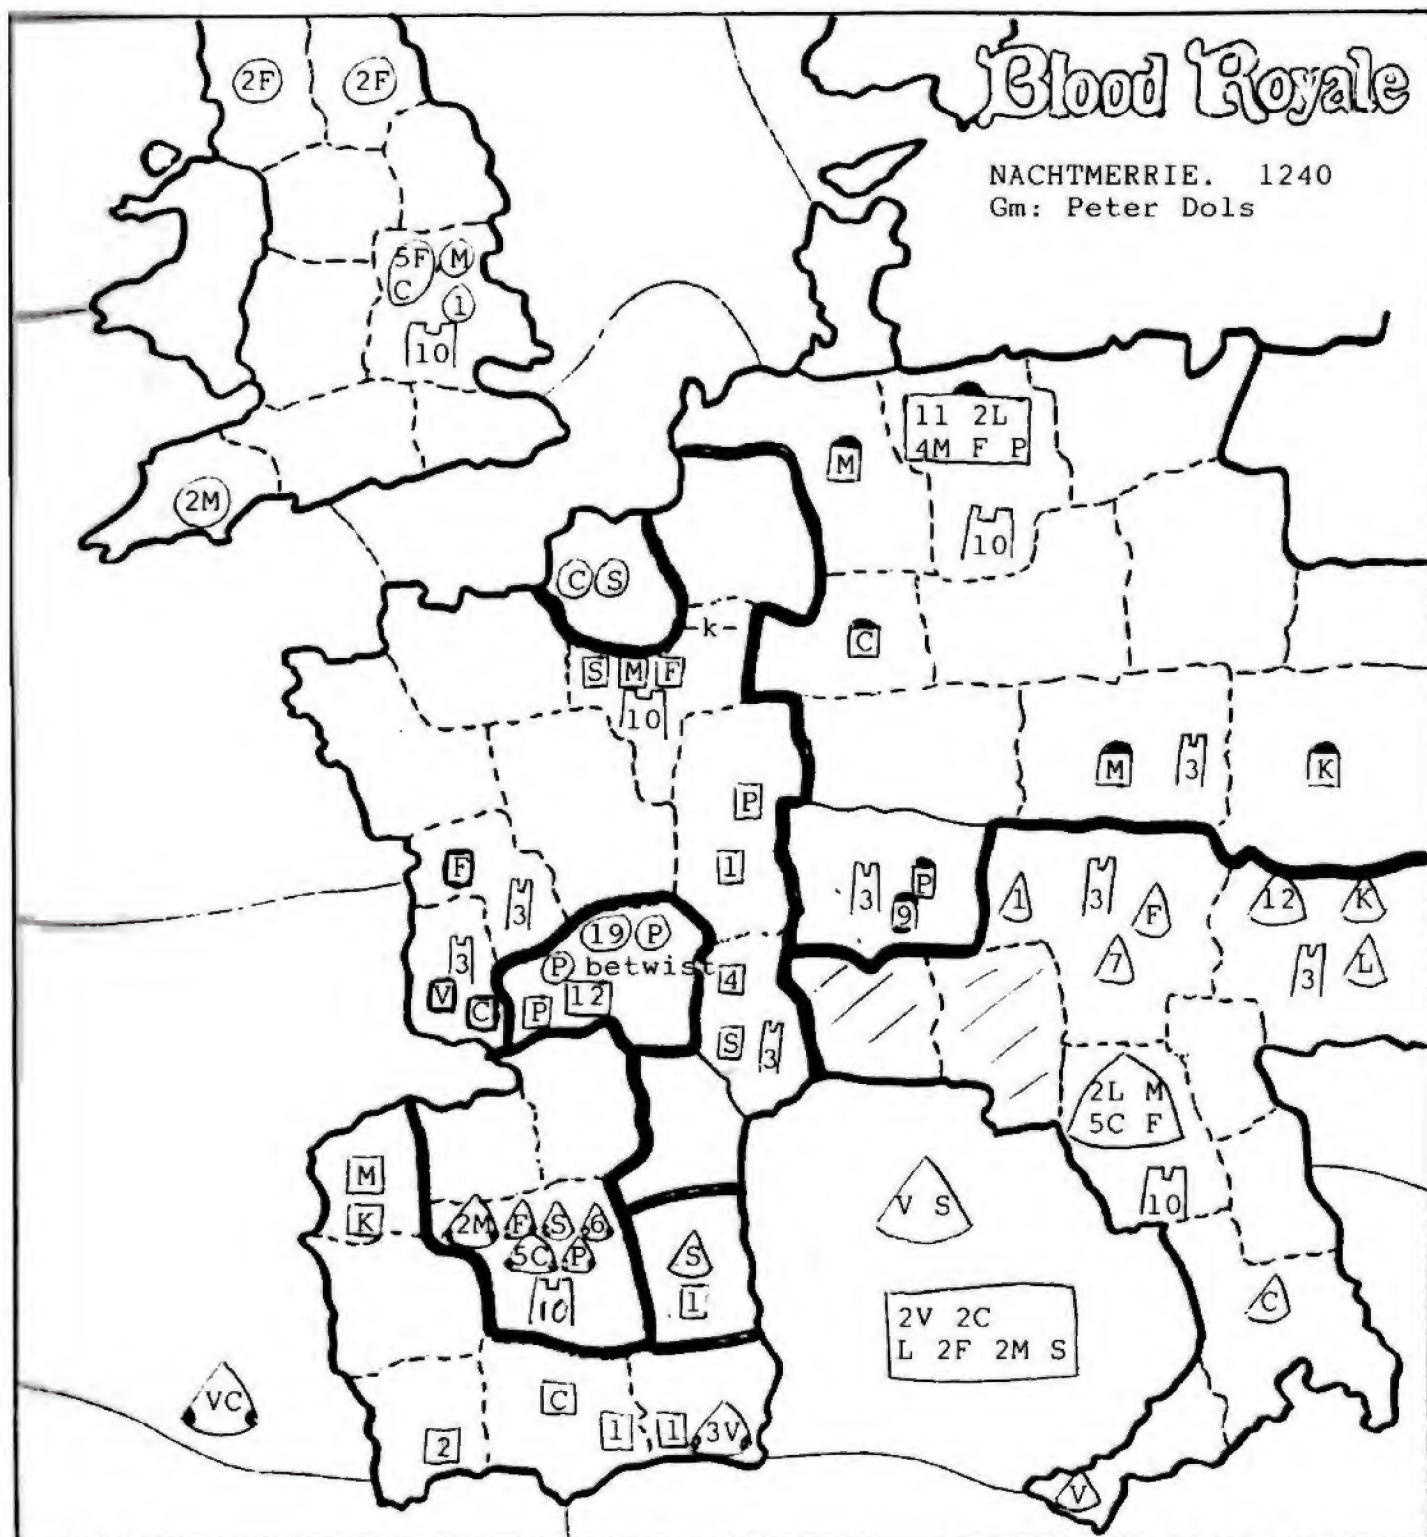 Blood Royale
NACHTMERRIE. 1240
Gm: Peter Dols
2F 2F
5F M
C
1
10
2M
11 2L
4M F P
M
10
C S
k
C
S M F
10
M 3 K
P
1
F
3
3 P
9
1 3 F
7
12 K
3 L
19 P
P betwist
P 12
3
V C
4
S 3
2L M
5C F
10
M
K
2M F S 6
5C P
10
S
1
V S
2V 2C
L 2F 2M S
C
VC
C
2 1 1 3V
V